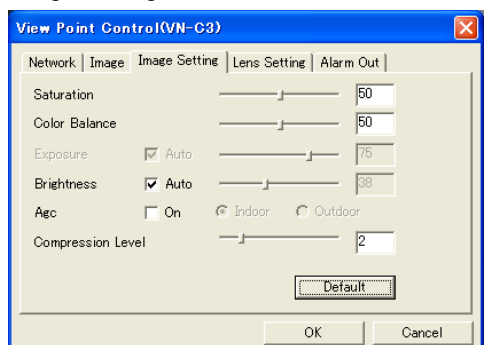 View Point Control(VN-C3)
Network Image Image Setting Lens Setting Alarm Out
Saturation 50
Color Balance 50
Exposure Auto 75
Brightness Auto 38
Agc On Indoor Outdoor
Compression Level 2
Default
OK Cancel